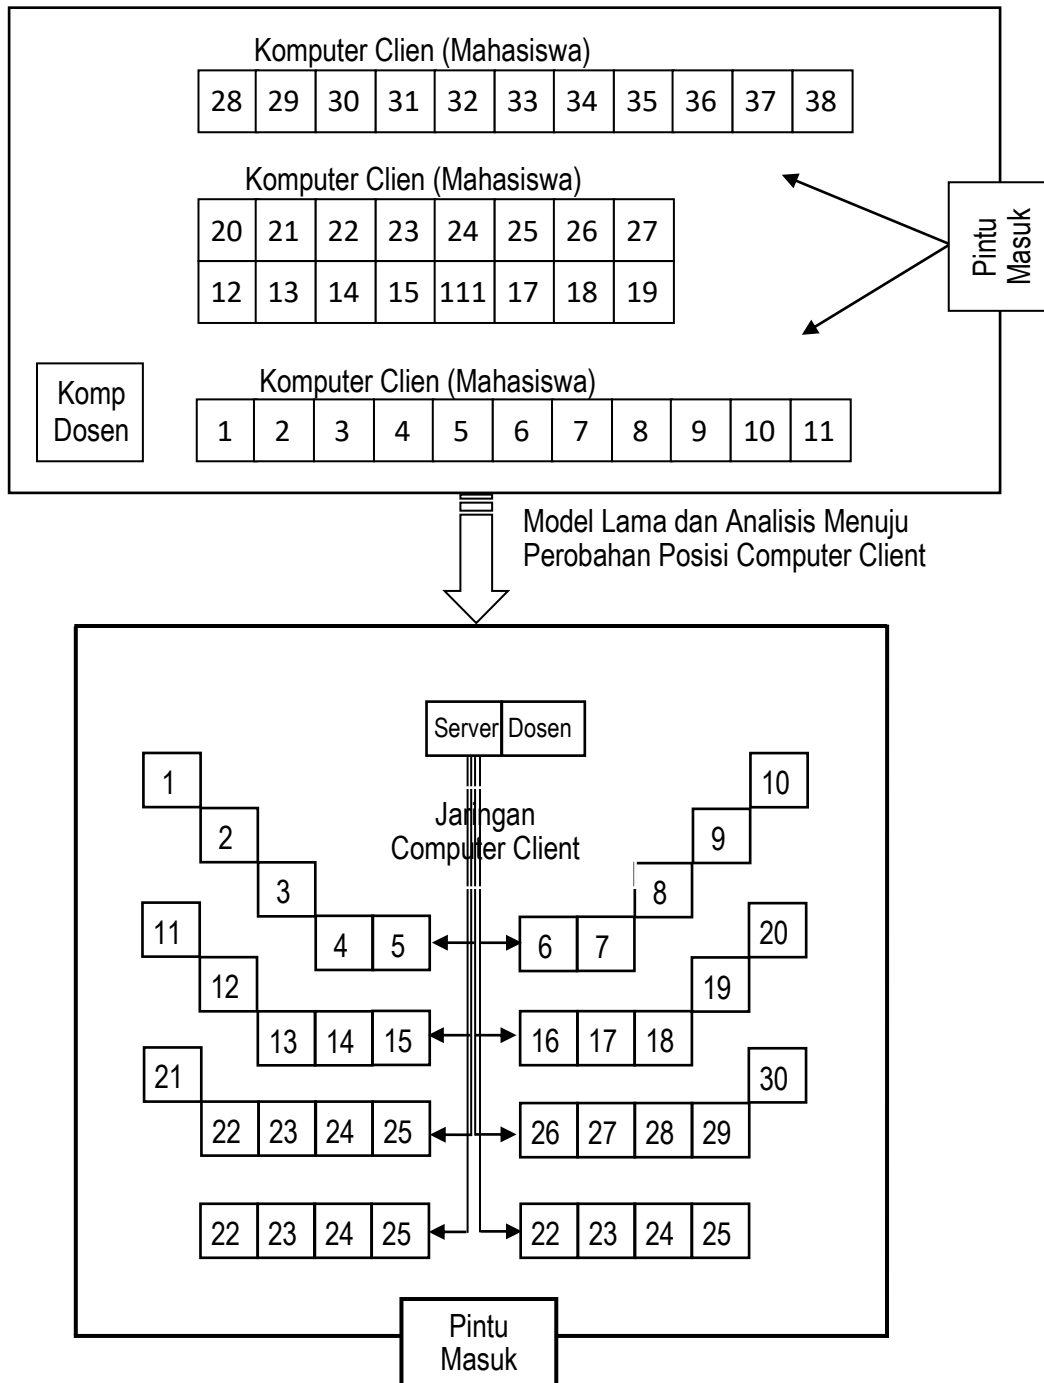 Komputer Clien (Mahasiswa)
28 29 30 31 32 33 34 35 36 37 38
Komputer Clien (Mahasiswa)
20 21 22 23 24 25 26 27
12 13 14 15 111 17 18 19
Pintu
Masuk
Komp
Dosen
Komputer Clien (Mahasiswa)
1 2 3 4 5 6 7 8 9 10 11
Model Lama dan Analisis Menuju
Perobahan Posisi Computer Client
Server Dosen
1 10
Jaringan
Computer Client
2 9
3 8
11 20
4 5 6 7
12 19
13 14 15 16 17 18
21 30
22 23 24 25 26 27 28 29
22 23 24 25 22 23 24 25
Pintu
Masuk